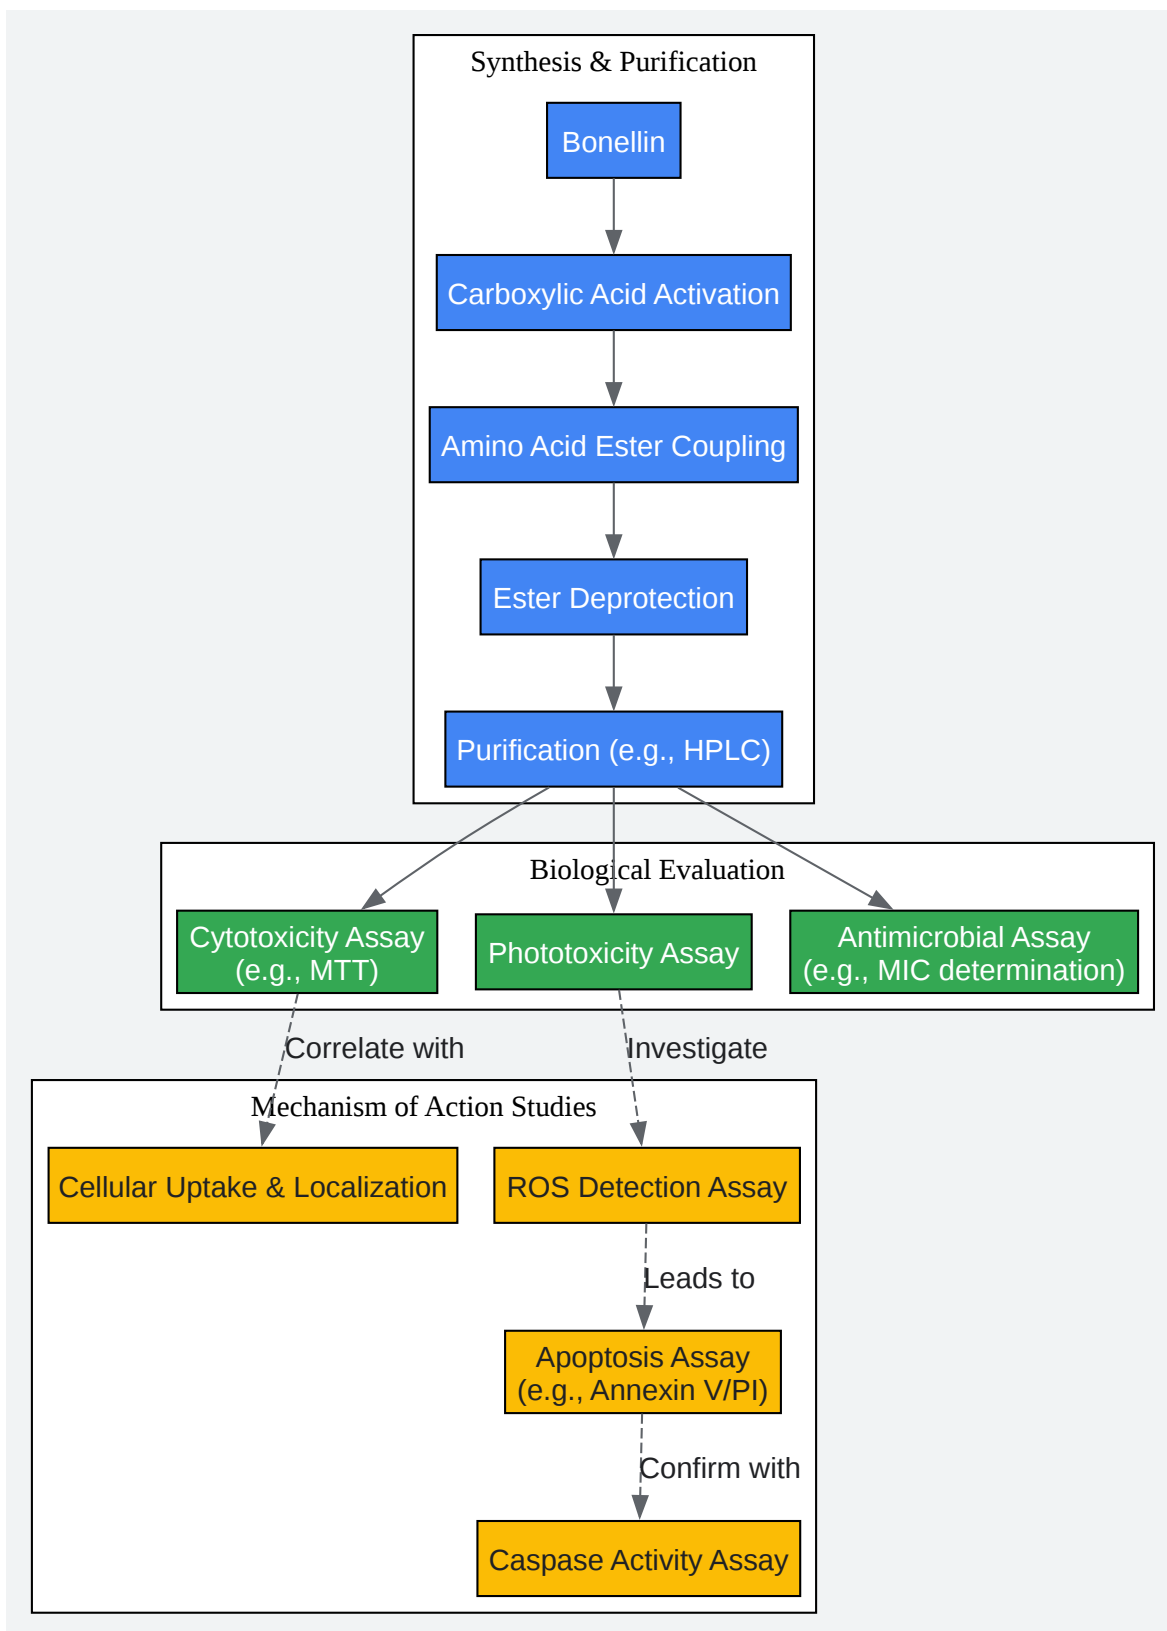 Synthesis & Purification
Bonellin
Carboxylic Acid Activation
Amino Acid Ester Coupling
Ester Deprotection
Purification (e.g., HPLC)
Biological Evaluation
Cytotoxicity Assay
(e.g., MTT)
Phototoxicity Assay
Antimicrobial Assay
(e.g., MIC determination)
Correlate with
Investigate
Mechanism of Action Studies
Cellular Uptake & Localization
ROS Detection Assay
Leads to
Apoptosis Assay
(e.g., Annexin V/PI)
Confirm with
Caspase Activity Assay